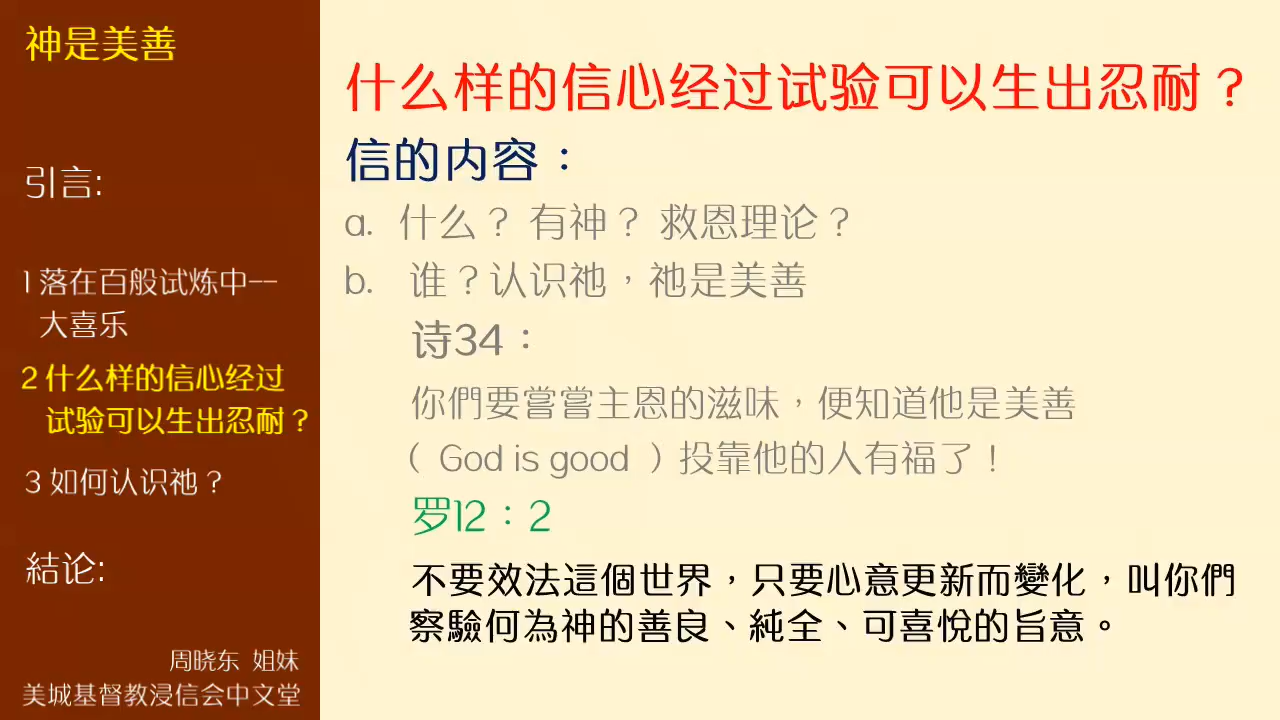 神是美善
引言:
1 落在百般试炼中--
大喜乐
2 什么样的信心经过
试验可以生出忍耐？
3 如何认识祂？
結论:
周晓东 姐妹
美城基督教浸信会中文堂
什么样的信心经过试验可以生出忍耐？
信的内容：
a. 什么？ 有神？ 救恩理论？
b. 谁？认识祂，祂是美善
诗34：
你們要嘗嘗主恩的滋味，便知道他是美善
( God is good ) 投靠他的人有福了！
罗12：2
不要效法這個世界，只要心意更新而變化，叫你們
察驗何為神的善良、純全、可喜悅的旨意。